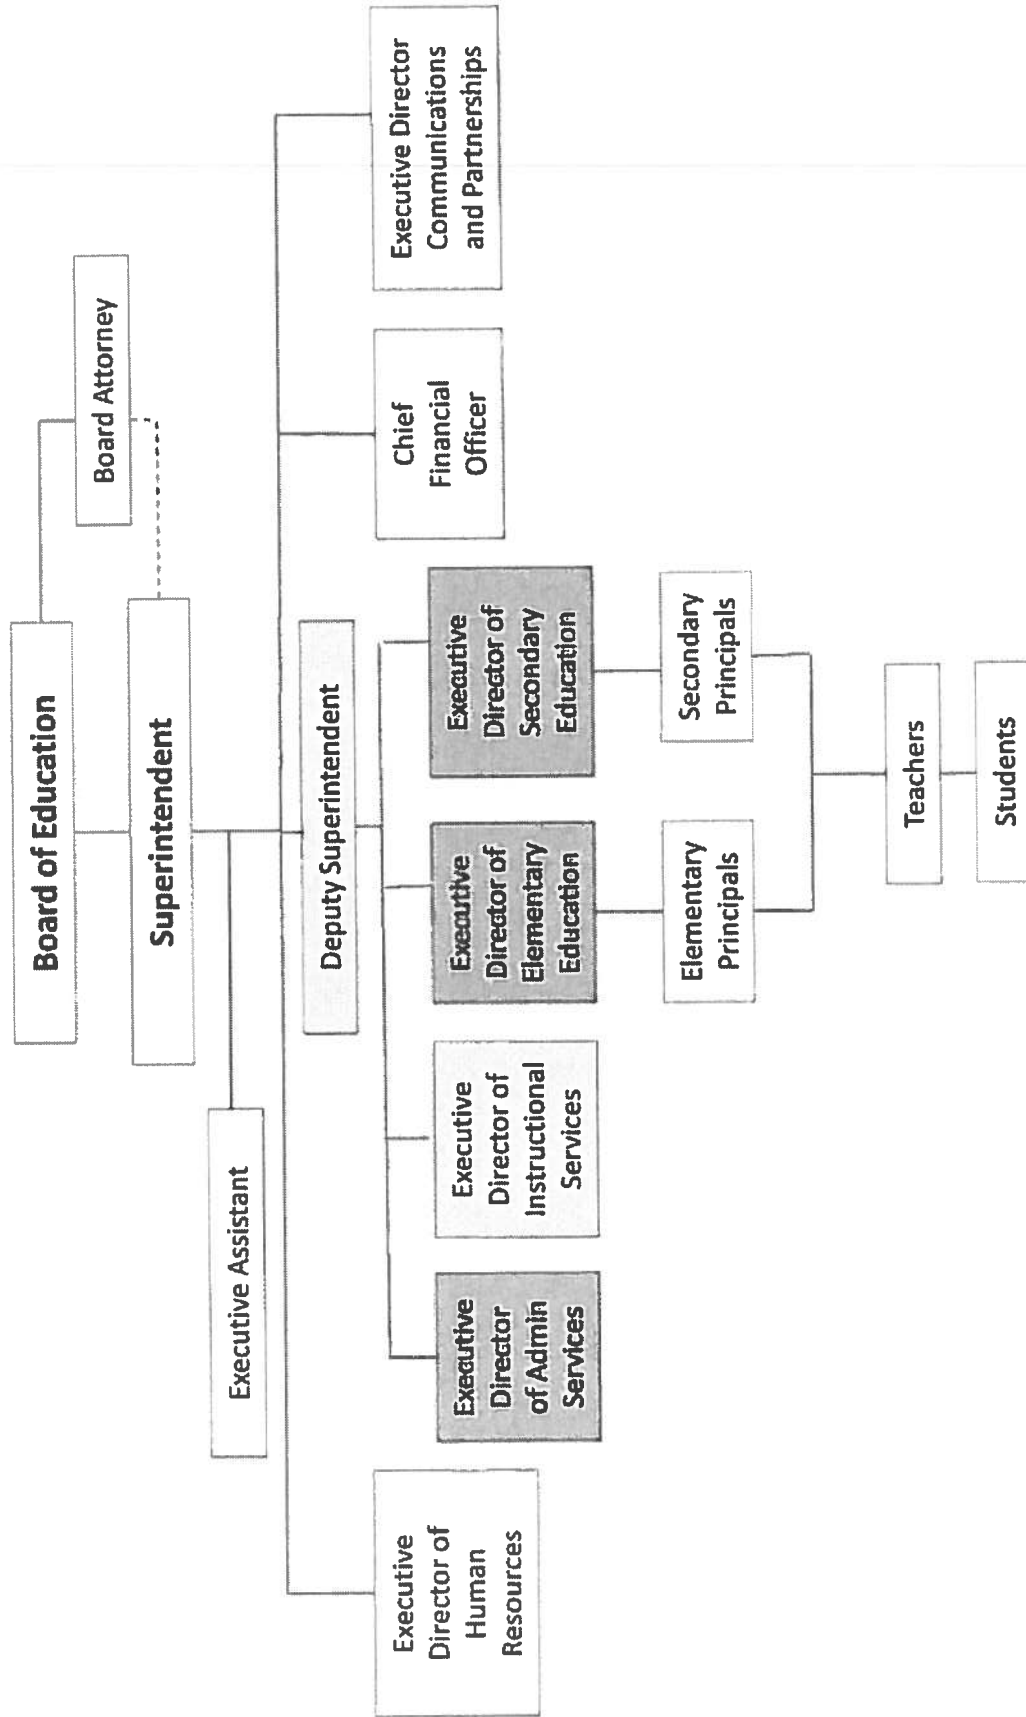 Board of Education
Board Attorney
Superintendent
Executive Assistant
Deputy Superintendent
Executive
Director of
Human
Resources
Chief
Financial
Officer
Executive Director
Communications
and Partnerships
Executive
Director
of Admin
Services
Executive
Director of
Instructional
Services
Executive
Director of
Elementary
Education
Executive
Director of
Secondary
Education
Elementary
Principals
Secondary
Principals
Teachers
Students